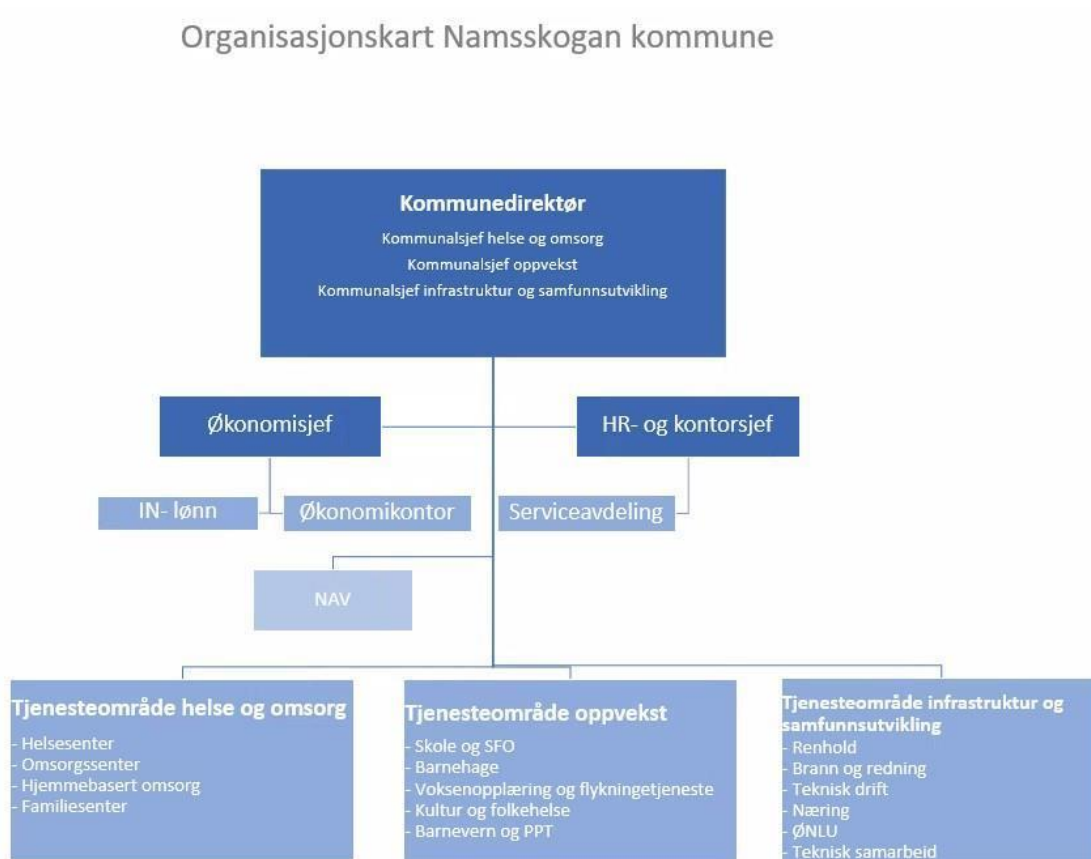 Organisasjonskart Namsskogan kommune
Kommunedirektør
Kommunalsjef helse og omsorg
Kommunalsjef oppvekst
Kommunalsjef infrastruktur og samfunnsutvikling
Økonomisjef
HR- og kontorsjef
IN- lønn
Økonomikontor
Serviceavdeling
NAV
Tjenesteområde helse og omsorg
- Helsesenter
- Omsorgssenter
- Hjemmebasert omsorg
- Familiesenter
Tjenesteområde oppvekst
- Skole og SFO
- Barnehage
- Voksenopplæring og flykningetjeneste
- Kultur og folkehelse
- Barnevern og PPT
Tjenesteområde infrastruktur og
samfunnsutvikling
- Renhold
- Brann og redning
- Teknisk drift
- Næring
- ØNLU
- Teknisk samarbeid